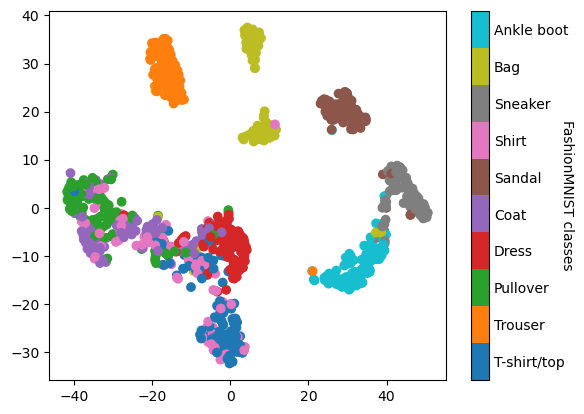 40
30
20
10
0
−10
−20
−30
−40
−20
0
20
40
Ankle boot
Bag
Sneaker
Shirt
Sandal
Coat
Dress
Pullover
Trouser
T-shirt/top
FashionMNIST classes